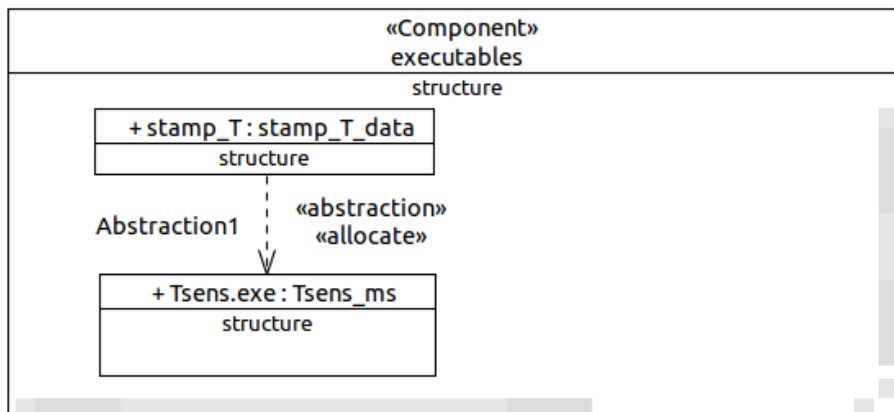 «Component»
executables
structure
+ stamp_T : stamp_T_data
structure
Abstraction1
«abstraction»
«allocate»
+ Tsens.exe : Tsens_ms
structure